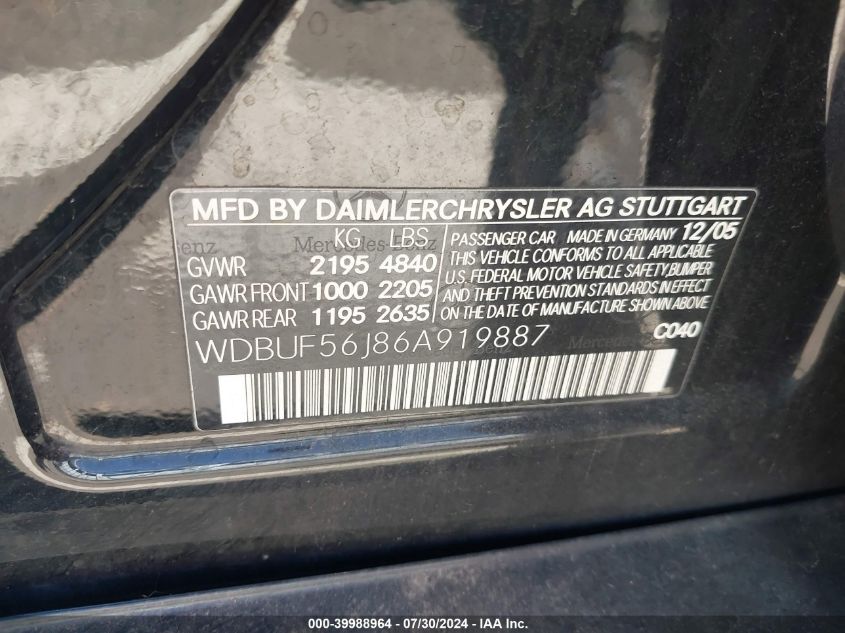 MFD BY DAIMLERCHRYSLER AG STUTTGART
KG LBS
GVWR 2195 4840
GAWR FRONT 1000 2205
GAWR REAR 1195 2635
PASSENGER CAR MADE IN GERMANY 12/05
THIS VEHICLE CONFORMS TO ALL APPLICABLE
U.S. FEDERAL MOTOR VEHICLE SAFETY,BUMPER
AND THEFT PREVENTION STANDARDS IN EFFECT
ON THE DATE OF MANUFACTURE SHOWN ABOVE
WDBUF56J86A919887
C040
Mercedes-Benz
000-39988964 - 07/30/2024 - IAA Inc.